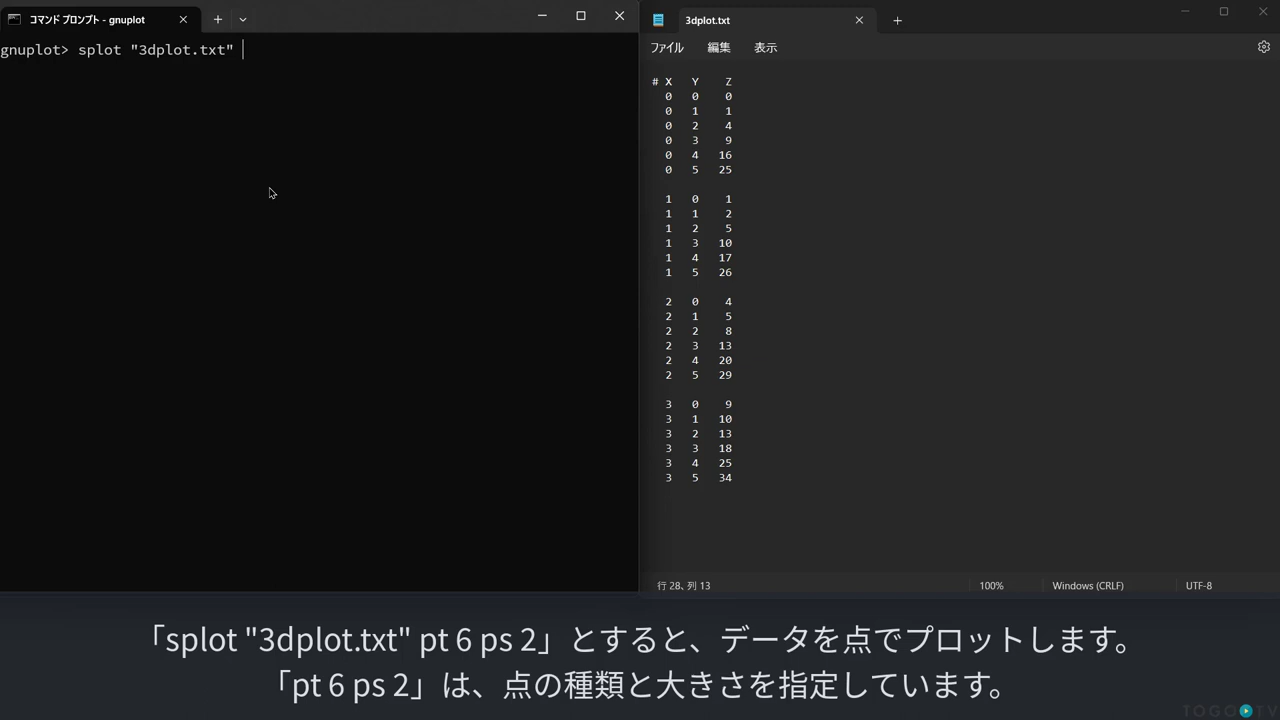 コマンド プロンプト - gnuplot
gnuplot> splot "3dplot.txt"
3dplot.txt
ファイル 編集 表示
# X Y Z
0 0 0
0 1 1
0 2 4
0 3 9
0 4 16
0 5 25
1 0 1
1 1 2
1 2 5
1 3 10
1 4 17
1 5 26
2 0 4
2 1 5
2 2 8
2 3 13
2 4 20
2 5 29
3 0 9
3 1 10
3 2 13
3 3 18
3 4 25
3 5 34
行 28、列 13 100% Windows (CRLF) UTF-8
「splot "3dplot.txt" pt 6 ps 2」とすると、データを点でプロットします。
「pt 6 ps 2」は、点の種類と大きさを指定しています。
TOGO TV